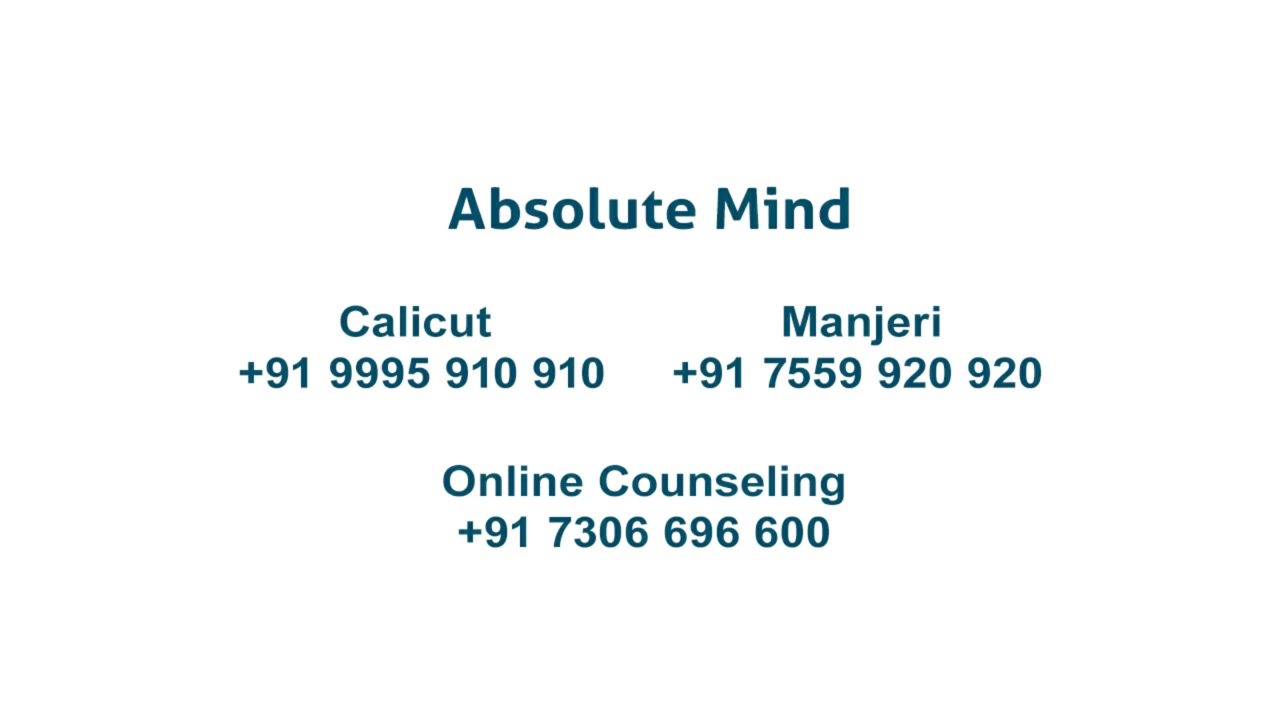 Absolute Mind
Calicut
+91 9995 910 910
Manjeri
+91 7559 920 920
Online Counseling
+91 7306 696 600